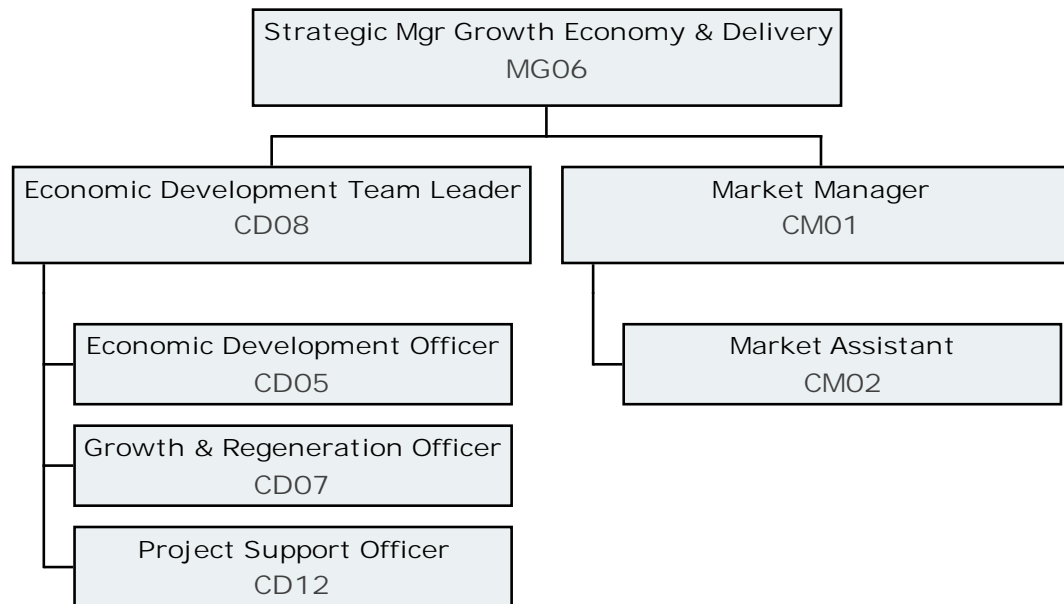 Strategic Mgr Growth Economy & Delivery
MG06
Economic Development Team Leader
CD08
Market Manager
CM01
Economic Development Officer
CD05
Market Assistant
CM02
Growth & Regeneration Officer
CD07
Project Support Officer
CD12